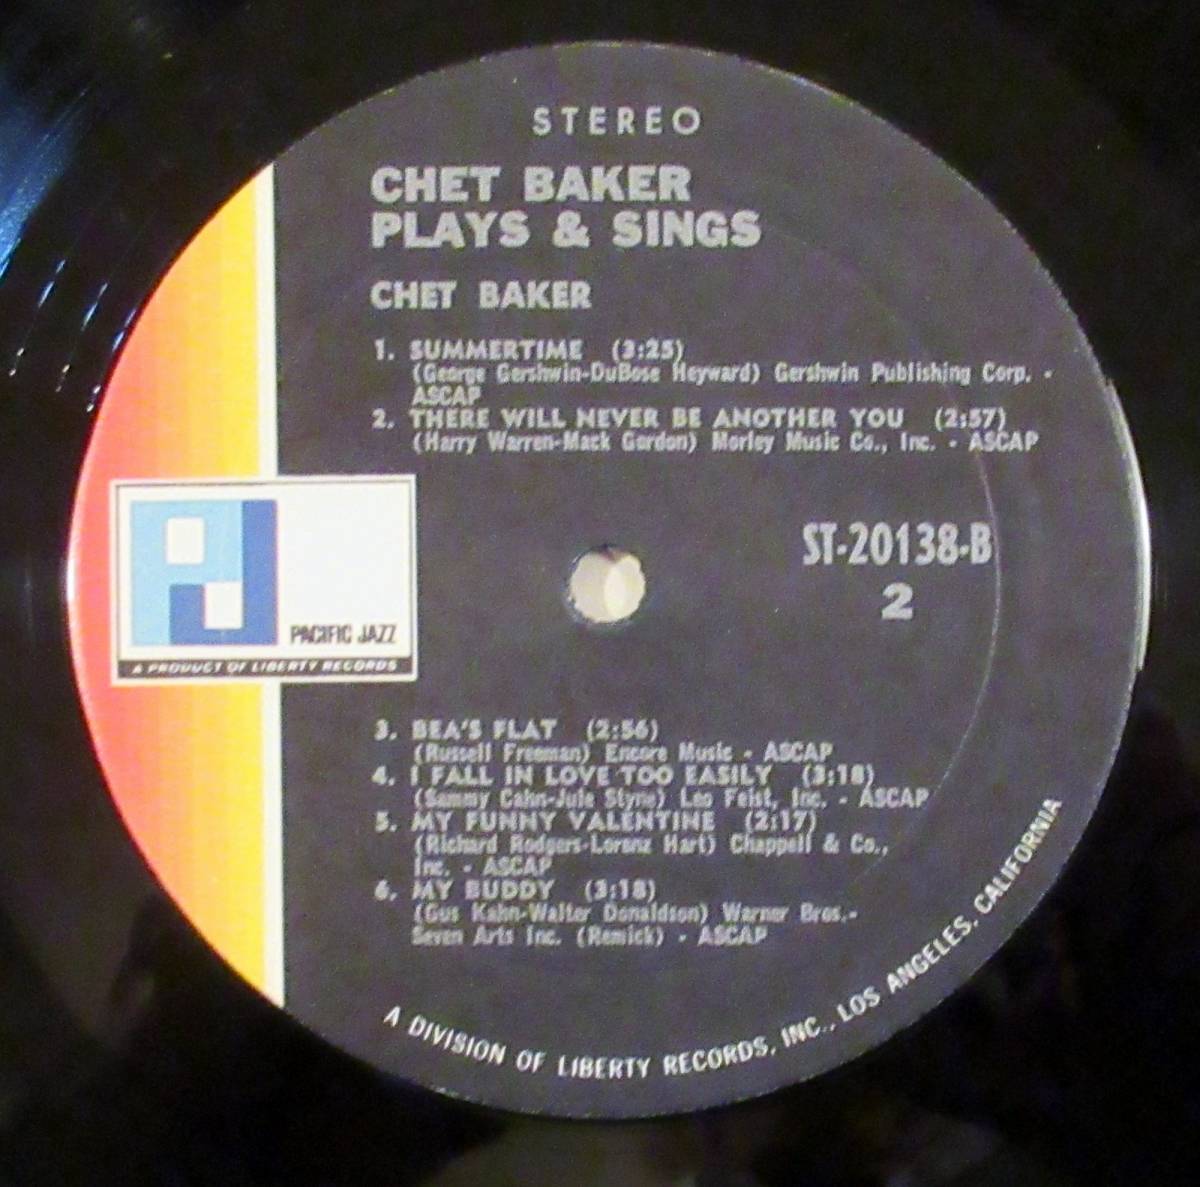 STEREO
CHET BAKER
PLAYS & SINGS
CHET BAKER
1. SUMMERTIME (3:25)
(George Gershwin-DuBose Heyward) Gershwin Publishing Corp. -
ASCAP
2. THERE WILL NEVER BE ANOTHER YOU (2:57)
(Harry Warren-Mack Gordon) Morley Music Co., Inc. - ASCAP
PJ
PACIFIC JAZZ
A PRODUCT OF LIBERTY RECORDS
ST-20138-B
2
3. BEA'S FLAT (2:56)
(Russell Freeman) Encore Music - ASCAP
4. I FALL IN LOVE TOO EASILY (3:18)
(Sammy Cahn-Jule Styne) Leo Feist, Inc. - ASCAP
5. MY FUNNY VALENTINE (2:17)
(Richard Rodgers-Lorenz Hart) Chappell & Co.,
Inc. - ASCAP
6. MY BUDDY (3:18)
(Gus Kahn-Walter Donaldson) Warner Bros.-
Seven Arts Inc. (Remick) - ASCAP
A DIVISION OF LIBERTY RECORDS, INC., LOS ANGELES, CALIFORNIA